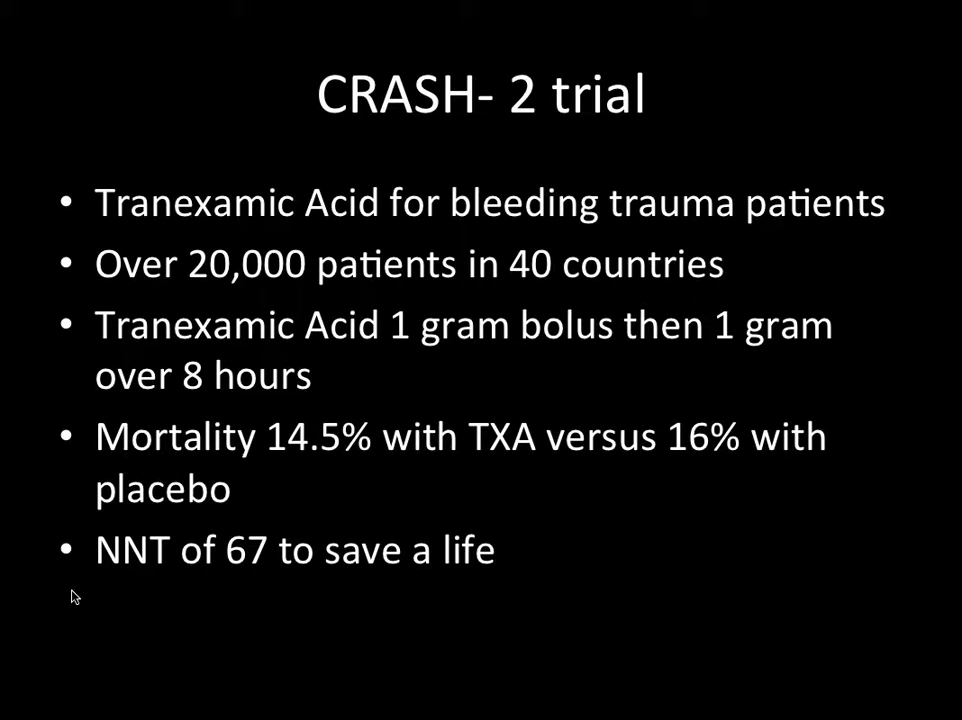 CRASH- 2 trial
• Tranexamic Acid for bleeding trauma patients
• Over 20,000 patients in 40 countries
• Tranexamic Acid 1 gram bolus then 1 gram
over 8 hours
• Mortality 14.5% with TXA versus 16% with
placebo
• NNT of 67 to save a life